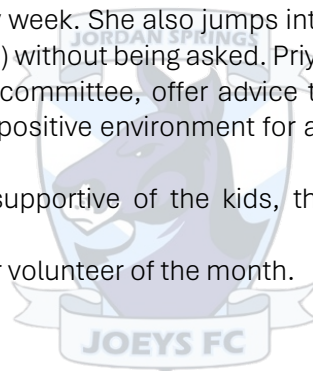 week. She also jumps int
JORDAN SPRINGS
) without being asked. Priy
committee, offer advice t
positive environment for a
supportive of the kids, th
volunteer of the month.
JOEYS FC